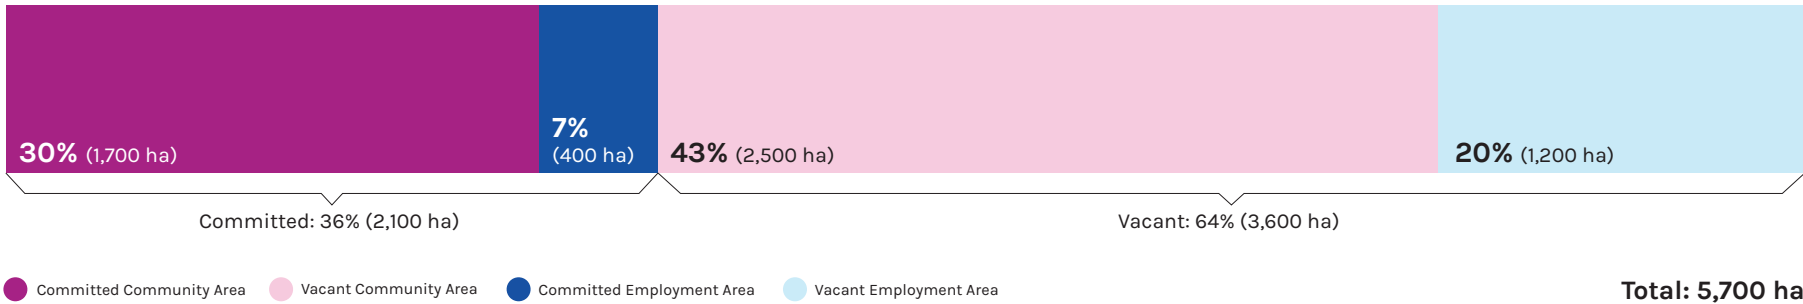 30% (1,700 ha)
7%
(400 ha)
43% (2,500 ha)
20% (1,200 ha)
Committed: 36% (2,100 ha)
Vacant: 64% (3,600 ha)
Committed Community Area
Vacant Community Area
Committed Employment Area
Vacant Employment Area
Total: 5,700 ha